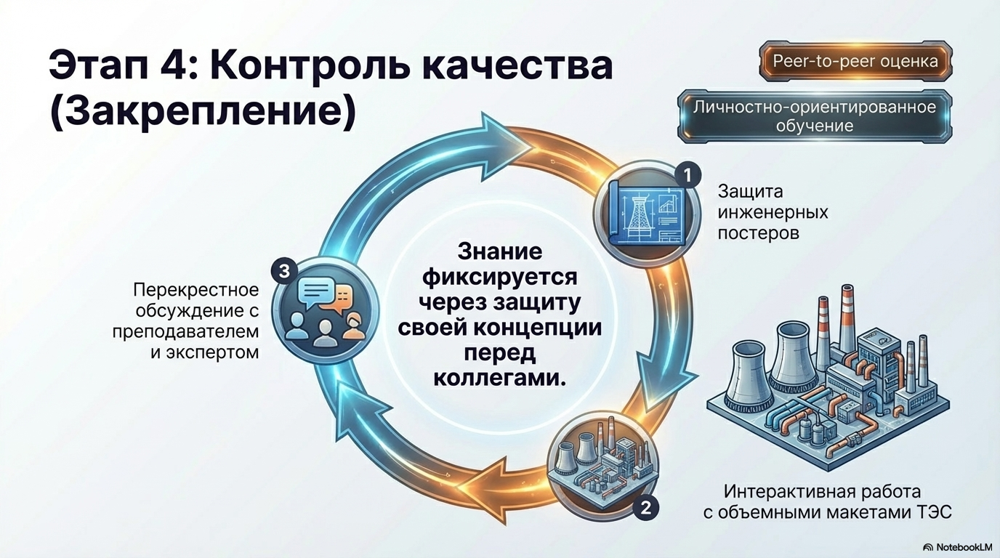 Этап 4: Контроль качества
(Закрепление)
Peer-to-peer оценка
Личностно-ориентированное
обучение
1
Защита
инженерных
постеров
Знание
фиксируется
через защиту
своей концепции
перед
коллегами.
3
Перекрестное
обсуждение с
преподавателем
и экспертом
2
Интерактивная работа
с объемными макетами ТЭС
NotebookLM